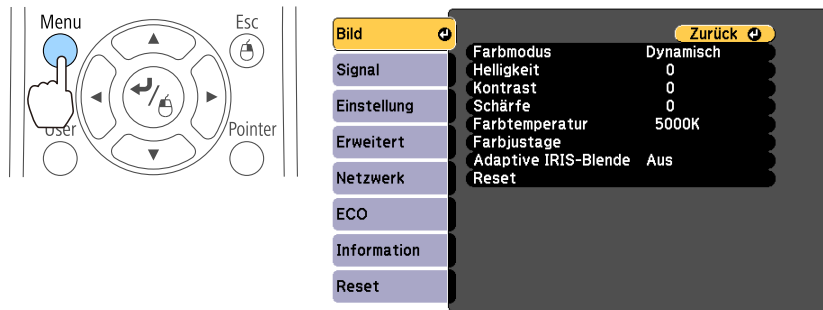 Menu
Esc
User
Pointer
Bild
Signal
Einstellung
Erweitert
Netzwerk
ECO
Information
Reset
Zurück
Farbmodus Dynamisch
Helligkeit 0
Kontrast 0
Schärfe 0
Farbtemperatur 5000K
Farbjustage
Adaptive IRIS-Blende Aus
Reset